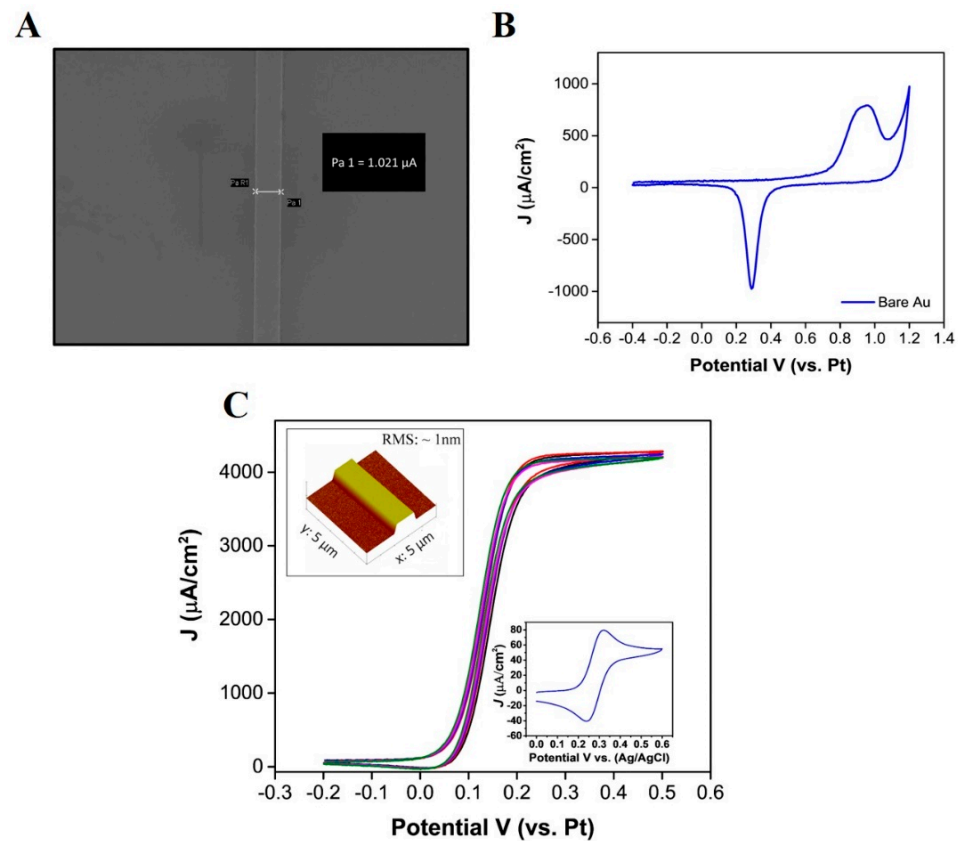 A
Pa R1
Pa 1 = 1.021 µA
Pa 1
B
J (µA/cm²)
1000
500
0
-500
-1000
Bare Au
-0.6 -0.4 -0.2 0.0 0.2 0.4 0.6 0.8 1.0 1.2 1.4
Potential V (vs. Pt)
C
J (µA/cm²)
4000
3000
2000
1000
0
RMS: ~ 1nm
y: 5 µm
x: 5 µm
J (µA/cm²)
80
60
40
20
0
-20
-40
-60
0.0 0.1 0.2 0.3 0.4 0.5 0.6
Potential V vs. (Ag/AgCl)
-0.3 -0.2 -0.1 0.0 0.1 0.2 0.3 0.4 0.5 0.6
Potential V (vs. Pt)